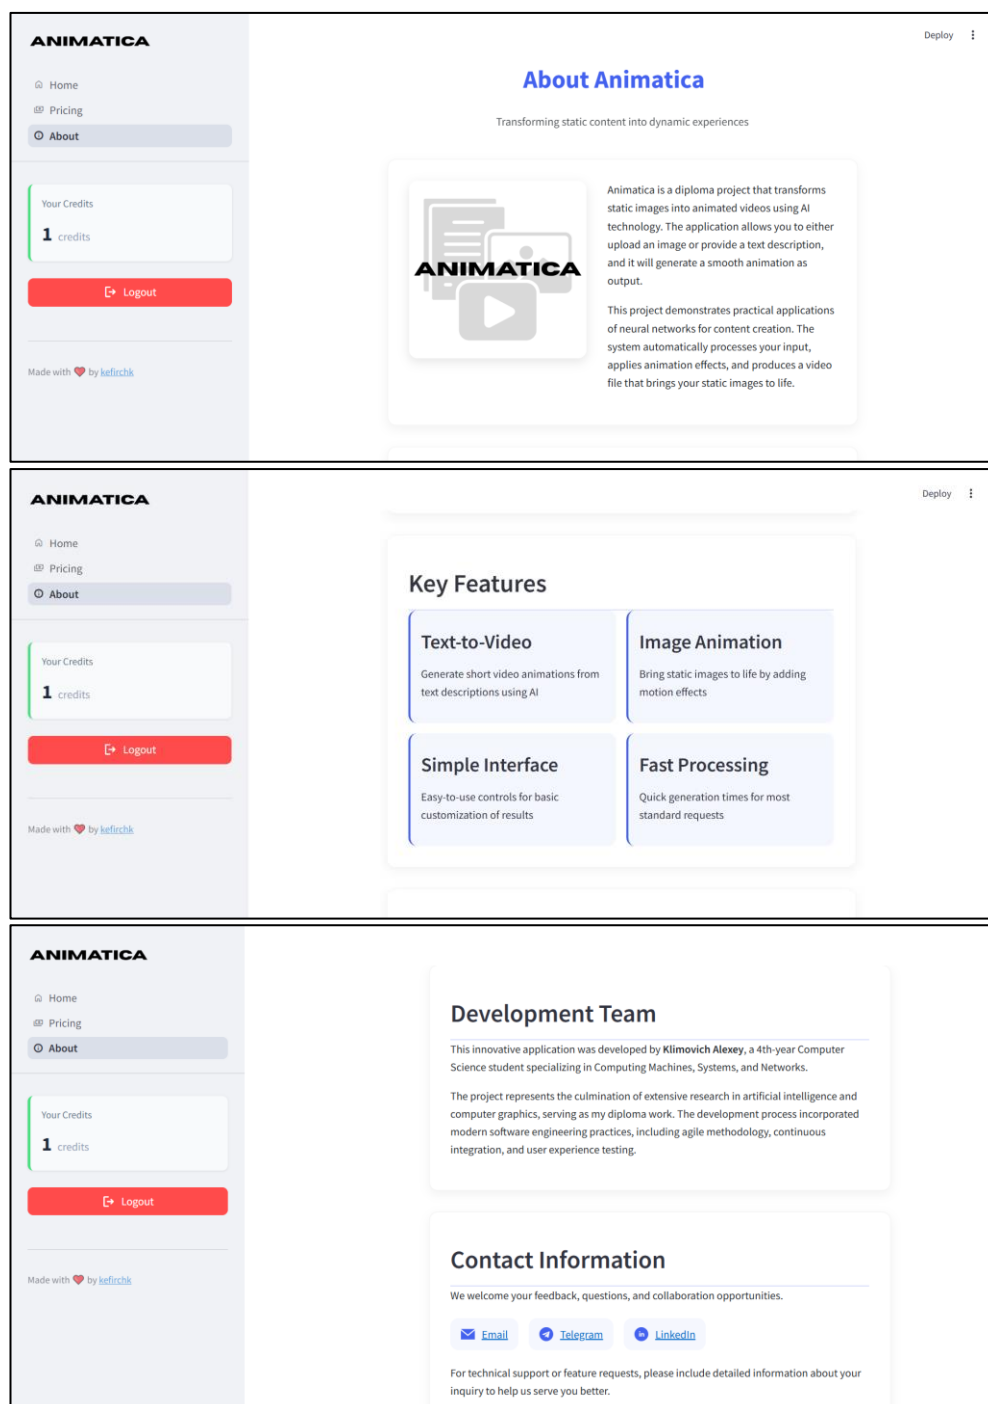 ANIMATICA
Home
Pricing
About
Your Credits
1 credits
Logout
Made with ❤️ by kefirchk
Deploy
About Animatica
Transforming static content into dynamic experiences
ANIMATICA
Animatica is a diploma project that transforms
static images into animated videos using AI
technology. The application allows you to either
upload an image or provide a text description,
and it will generate a smooth animation as
output.
This project demonstrates practical applications
of neural networks for content creation. The
system automatically processes your input,
applies animation effects, and produces a video
file that brings your static images to life.
ANIMATICA
Home
Pricing
About
Your Credits
1 credits
Logout
Made with ❤️ by kefirchk
Deploy
Key Features
Text-to-Video
Generate short video animations from
text descriptions using AI
Image Animation
Bring static images to life by adding
motion effects
Simple Interface
Easy-to-use controls for basic
customization of results
Fast Processing
Quick generation times for most
standard requests
ANIMATICA
Home
Pricing
About
Your Credits
1 credits
Logout
Made with ❤️ by kefirchk
Development Team
This innovative application was developed by Klimovich Alexey, a 4th-year Computer
Science student specializing in Computing Machines, Systems, and Networks.
The project represents the culmination of extensive research in artificial intelligence and
computer graphics, serving as my diploma work. The development process incorporated
modern software engineering practices, including agile methodology, continuous
integration, and user experience testing.
Contact Information
We welcome your feedback, questions, and collaboration opportunities.
Email
Telegram
LinkedIn
For technical support or feature requests, please include detailed information about your
inquiry to help us serve you better.